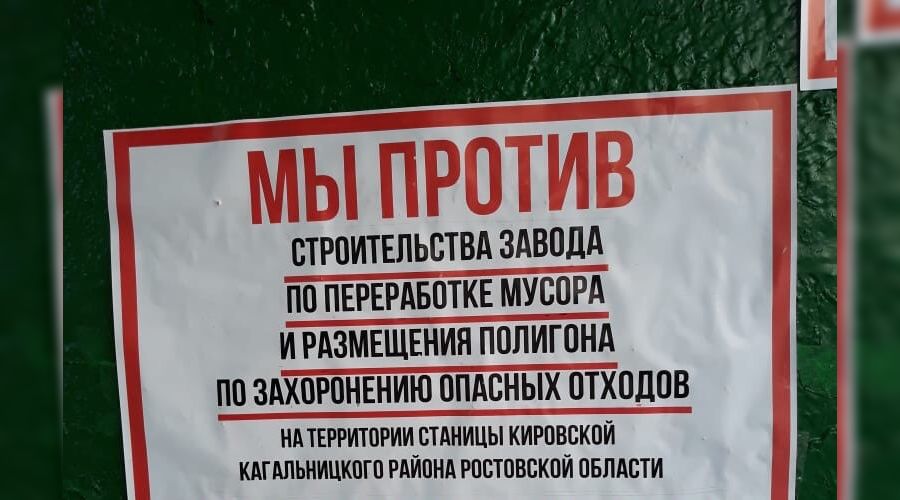 МЫ ПРОТИВ
СТРОИТЕЛЬСТВА ЗАВОДА
ПО ПЕРЕРАБОТКЕ МУСОРА
И РАЗМЕЩЕНИЯ ПОЛИГОНА
ПО ЗАХОРОНЕНИЮ ОПАСНЫХ ОТХОДОВ
НА ТЕРРИТОРИИ СТАНИЦЫ КИРОВСКОЙ
КАГАЛЬНИЦКОГО РАЙОНА РОСТОВСКОЙ ОБЛАСТИ